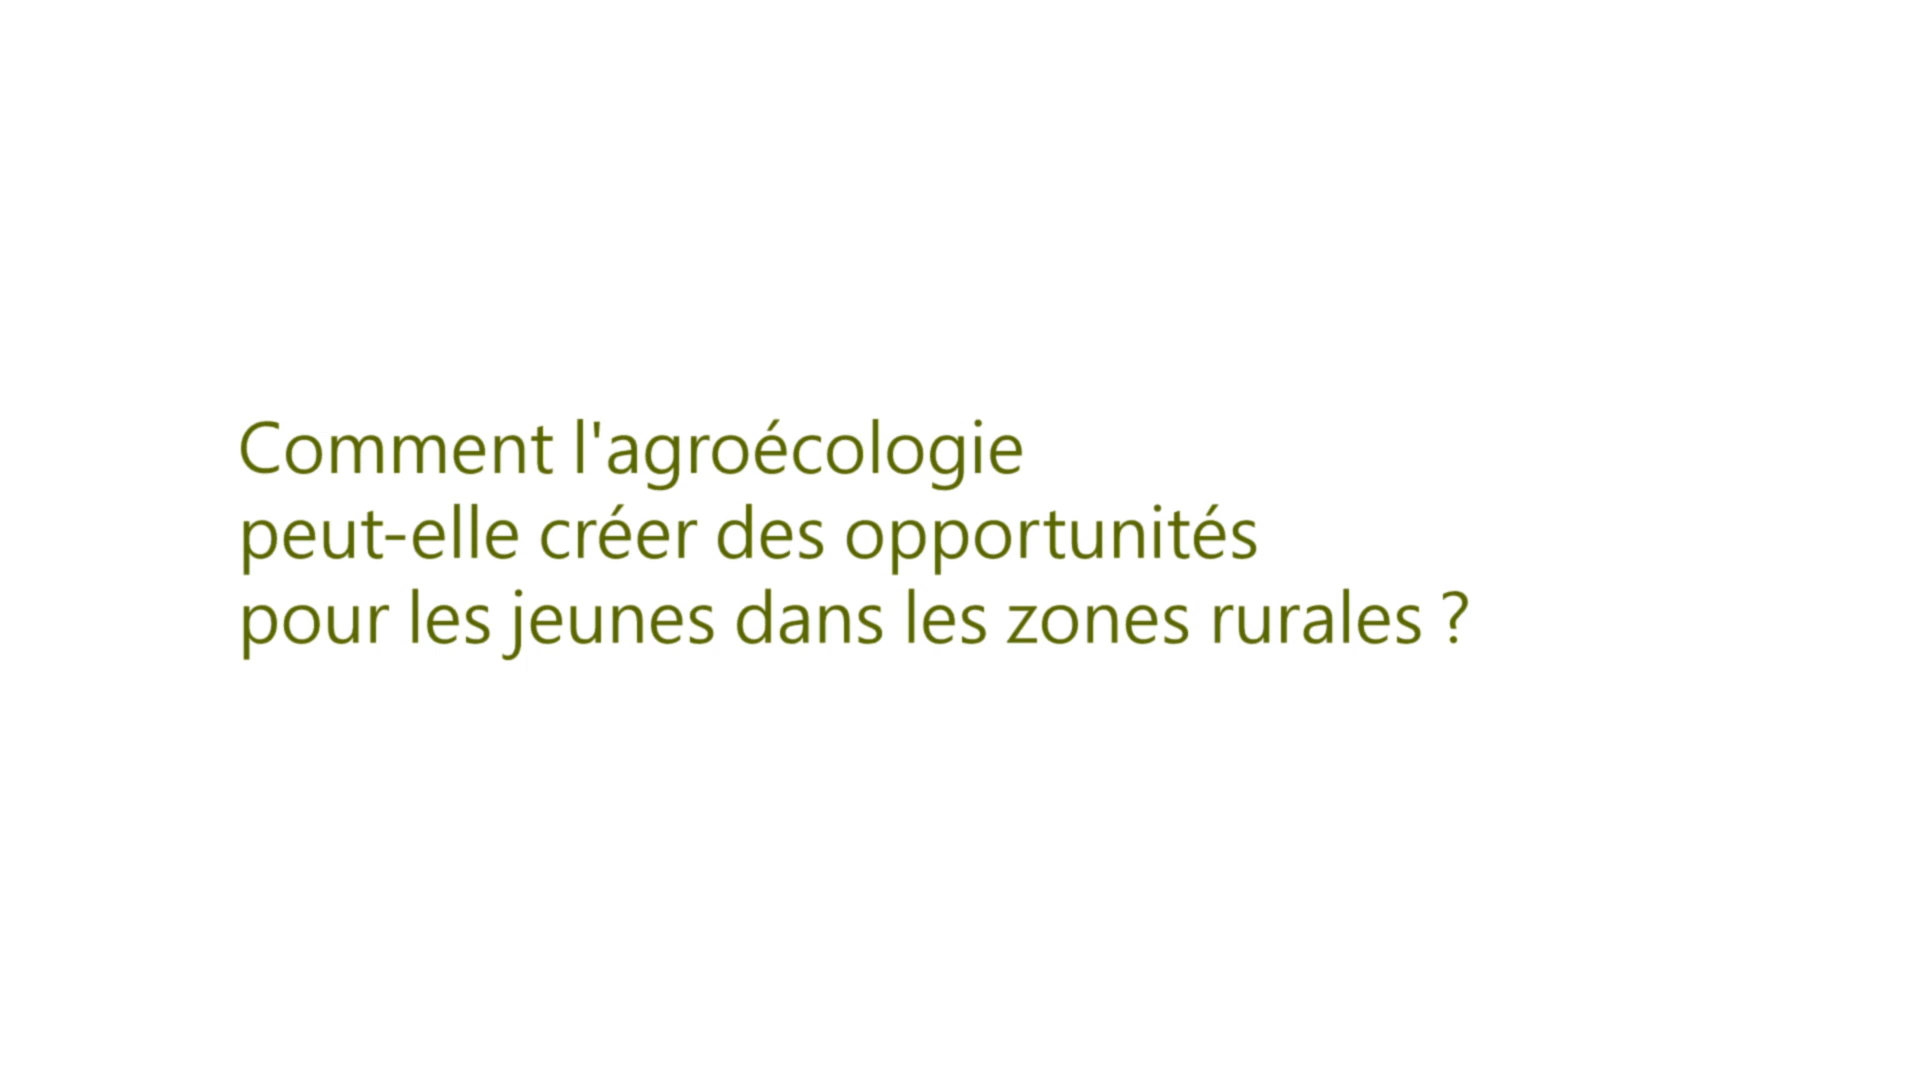 Comment l'agroécologie
peut-elle créer des opportunités
pour les jeunes dans les zones rurales ?